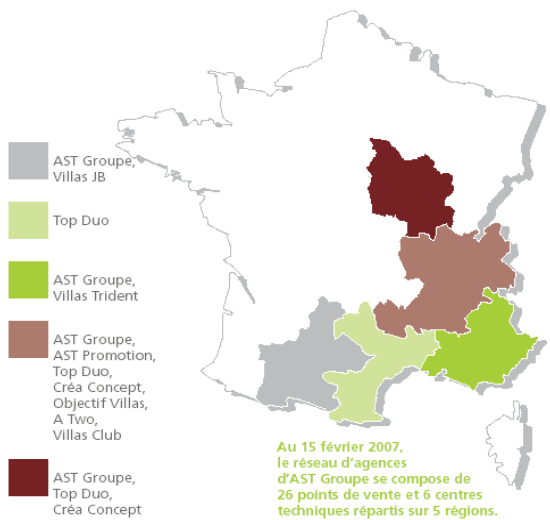 AST Groupe,
Villas JB
Top Duo
AST Groupe,
Villas Trident
AST Groupe,
AST Promotion,
Top Duo,
Créa Concept,
Objectif Villas,
A Two,
Villas Club
AST Groupe,
Top Duo,
Créa Concept
Au 15 février 2007,
le réseau d'agences
d'AST Groupe se compose de
26 points de vente et 6 centres
techniques répartis sur 5 régions.